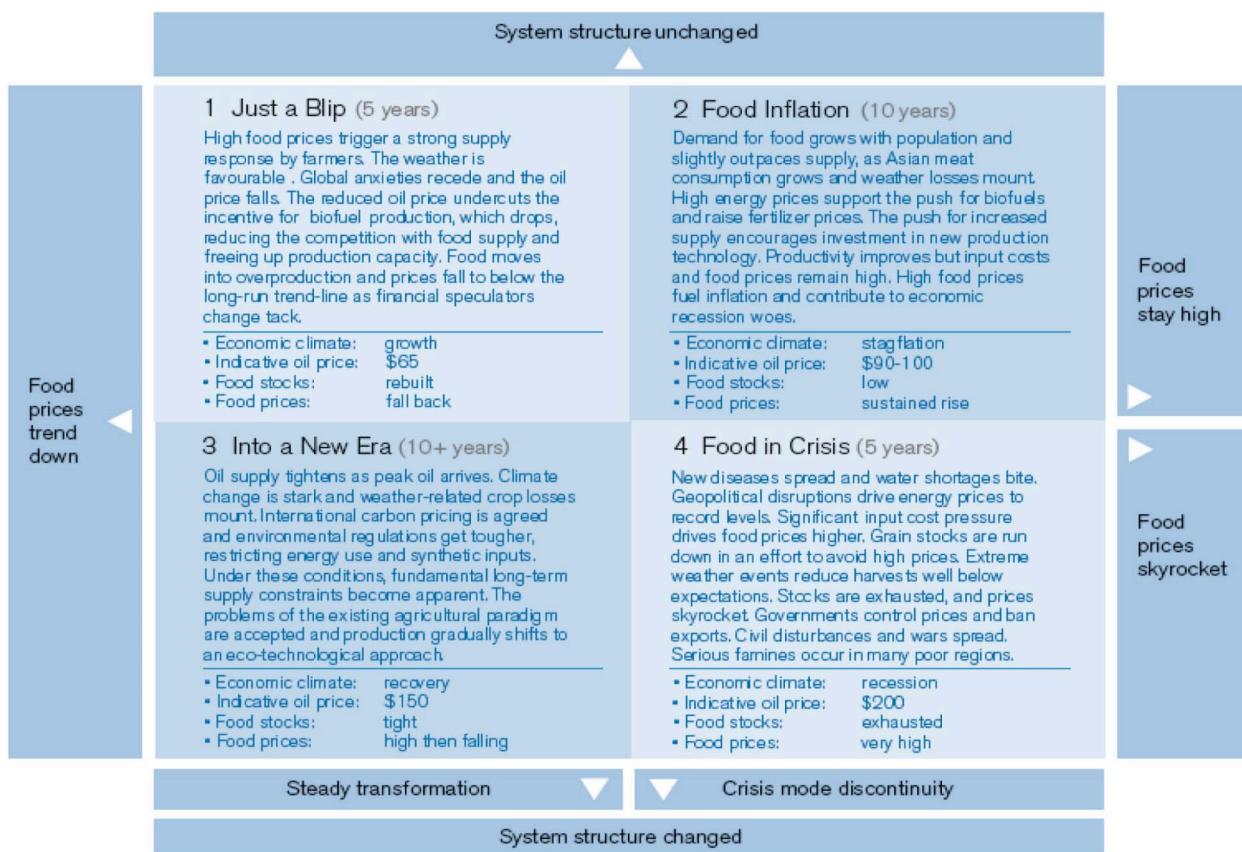 System structure unchanged
Food
prices
trend
down
1 Just a Blip (5 years)
High food prices trigger a strong supply
response by farmers. The weather is
favourable . Global anxieties recede and the oil
price falls. The reduced oil price undercuts the
incentive for biofuel production, which drops,
reducing the competition with food supply and
freeing up production capacity. Food moves
into overproduction and prices fall to below the
long-run trend-line as financial speculators
change tack.
▪ Economic climate: growth
▪ Indicative oil price: $65
▪ Food stocks: rebuilt
▪ Food prices: fall back
2 Food Inflation (10 years)
Demand for food grows with population and
slightly outpaces supply, as Asian meat
consumption grows and weather losses mount.
High energy prices support the push for biofuels
and raise fertilizer prices. The push for increased
supply encourages investment in new production
technology. Productivity improves but input costs
and food prices remain high. High food prices
fuel inflation and contribute to economic
recession woes.
▪ Economic climate: stagflation
▪ Indicative oil price: $90-100
▪ Food stocks: low
▪ Food prices: sustained rise
Food
prices
stay high
3 Into a New Era (10+ years)
Oil supply tightens as peak oil arrives. Climate
change is stark and weather-related crop losses
mount. International carbon pricing is agreed
and environmental regulations get tougher,
restricting energy use and synthetic inputs.
Under these conditions, fundamental long-term
supply constraints become apparent. The
problems of the existing agricultural paradigm
are accepted and production gradually shifts to
an eco-technological approach.
▪ Economic climate: recovery
▪ Indicative oil price: $150
▪ Food stocks: tight
▪ Food prices: high then falling
4 Food in Crisis (5 years)
New diseases spread and water shortages bite.
Geopolitical disruptions drive energy prices to
record levels. Significant input cost pressure
drives food prices higher. Grain stocks are run
down in an effort to avoid high prices. Extreme
weather events reduce harvests well below
expectations. Stocks are exhausted, and prices
skyrocket. Governments control prices and ban
exports. Civil disturbances and wars spread.
Serious famines occur in many poor regions.
▪ Economic climate: recession
▪ Indicative oil price: $200
▪ Food stocks: exhausted
▪ Food prices: very high
Food
prices
skyrocket
Steady transformation
Crisis mode discontinuity
System structure changed